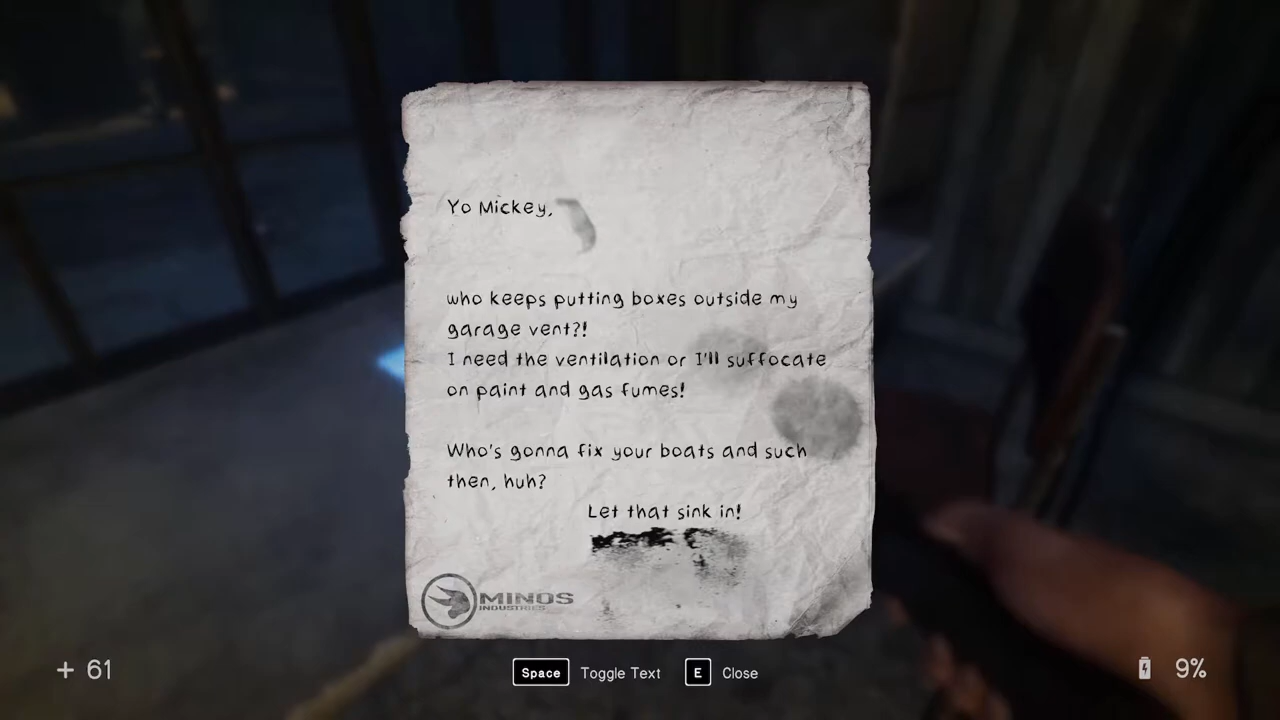 Yo Mickey,
who keeps putting boxes outside my
garage vent?!
I need the ventilation or I'll suffocate
on paint and gas fumes!
Who's gonna fix your boats and such
then, huh?
Let that sink in!
MINOS
INDUSTRIES
+ 61
Space Toggle Text E Close
9%